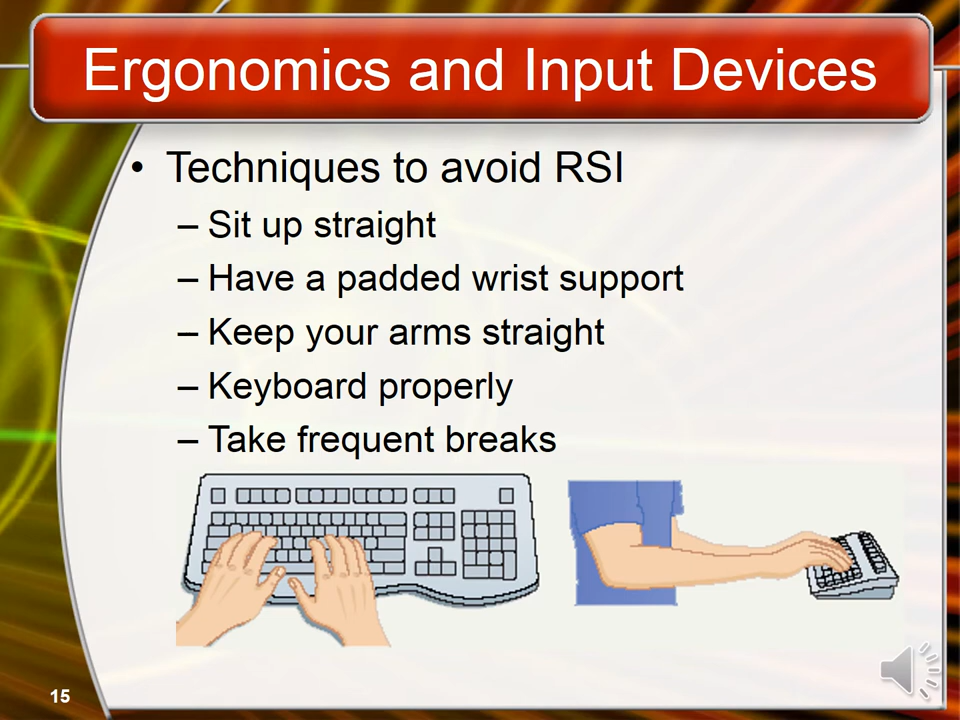 Ergonomics and Input Devices
• Techniques to avoid RSI
– Sit up straight
– Have a padded wrist support
– Keep your arms straight
– Keyboard properly
– Take frequent breaks
15